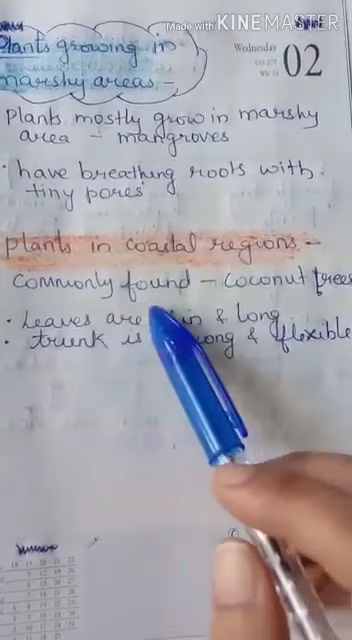 Made with KINEMASTER
Plants growing in
marshy areas -
Wednesday
02
Plants mostly grow in marshy
area - mangroves
· have breathing roots with
tiny pores
Plants in coastal regions -
Commonly found - coconut trees
· Leaves are & long
· trunk is & flexible